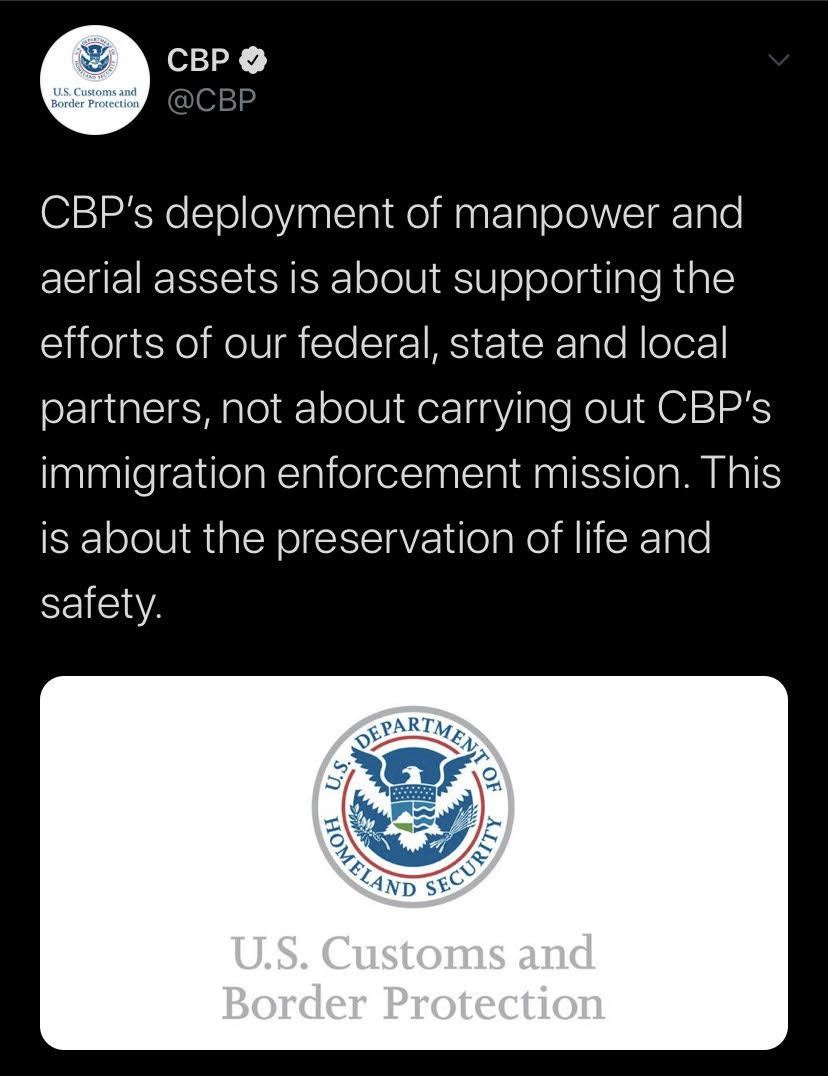 CBP
@CBP
U.S. Customs and
Border Protection
CBP’s deployment of manpower and
aerial assets is about supporting the
efforts of our federal, state and local
partners, not about carrying out CBP’s
immigration enforcement mission. This
is about the preservation of life and
safety.
U.S. DEPARTMENT OF
HOMELAND SECURITY
U.S. Customs and
Border Protection